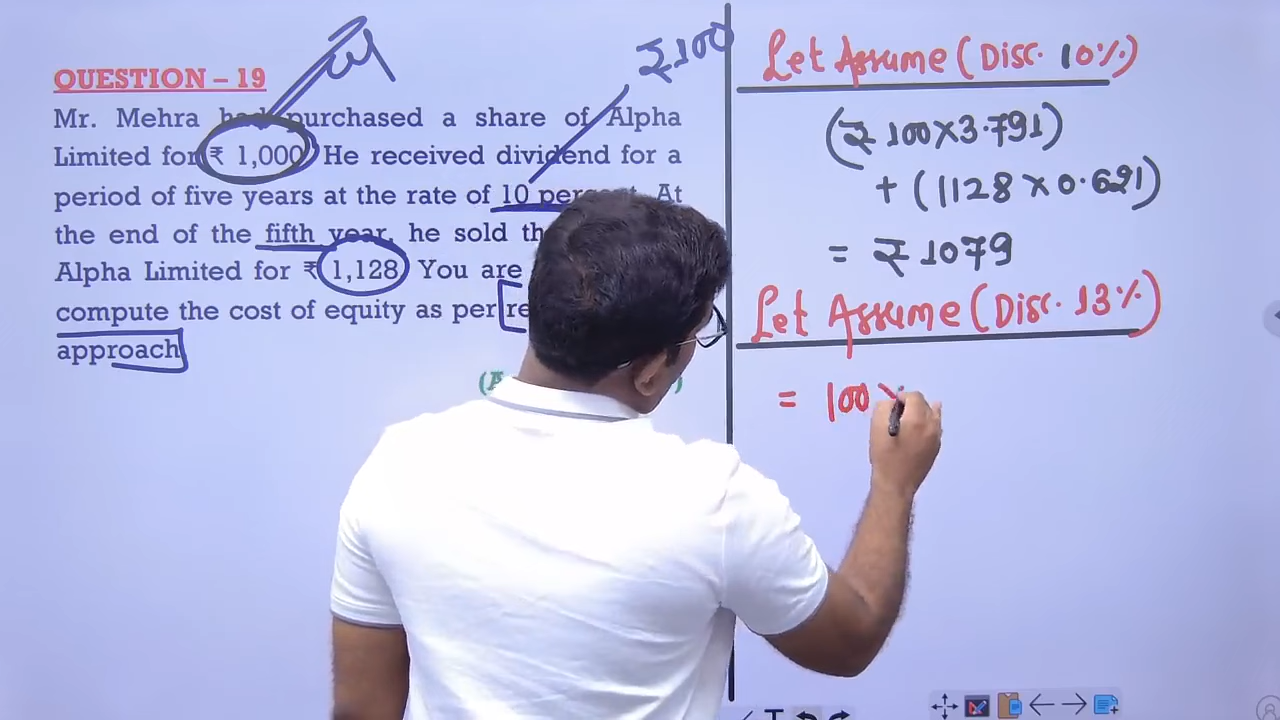 QUESTION – 19
Mr. Mehra had purchased a share of Alpha
Limited for ₹ 1,000. He received dividend for a
period of five years at the rate of 10 percent. At
the end of the fifth year, he sold th
Alpha Limited for ₹ 1,128. You are
compute the cost of equity as per re
approach
₹100
Let Assume (Disc. 10%)
(₹100×3.791)
+ (1128×0.621)
= ₹1079
Let Assume (Disc. 13%)
= 100 ×